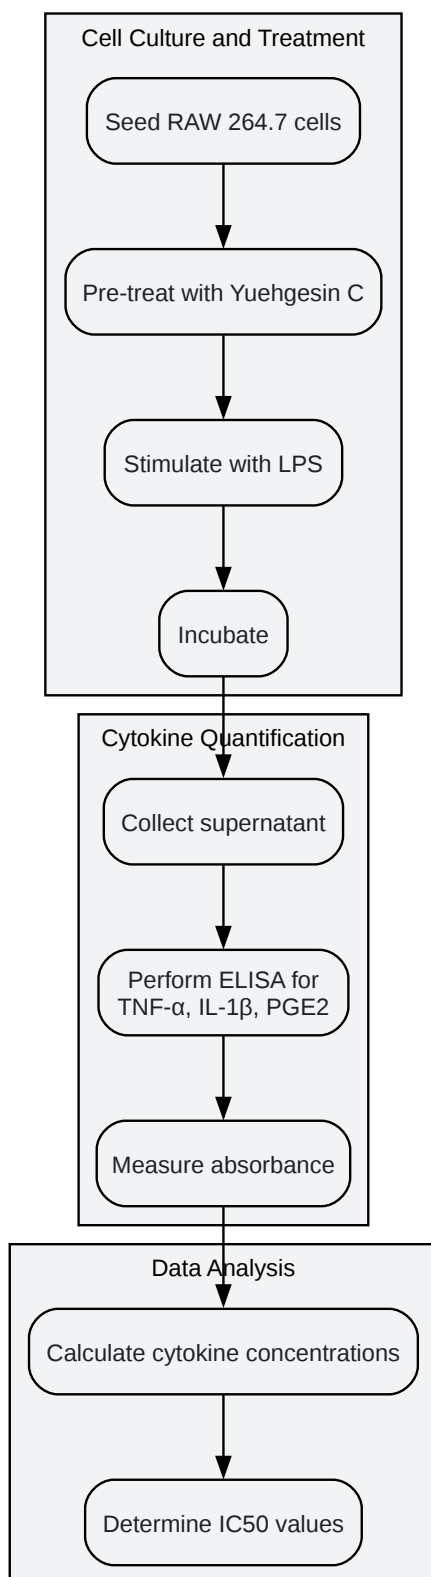 Cell Culture and Treatment
Seed RAW 264.7 cells
Pre-treat with Yuehgesin C
Stimulate with LPS
Incubate
Cytokine Quantification
Collect supernatant
Perform ELISA for
TNF-α, IL-1β, PGE2
Measure absorbance
Data Analysis
Calculate cytokine concentrations
Determine IC50 values